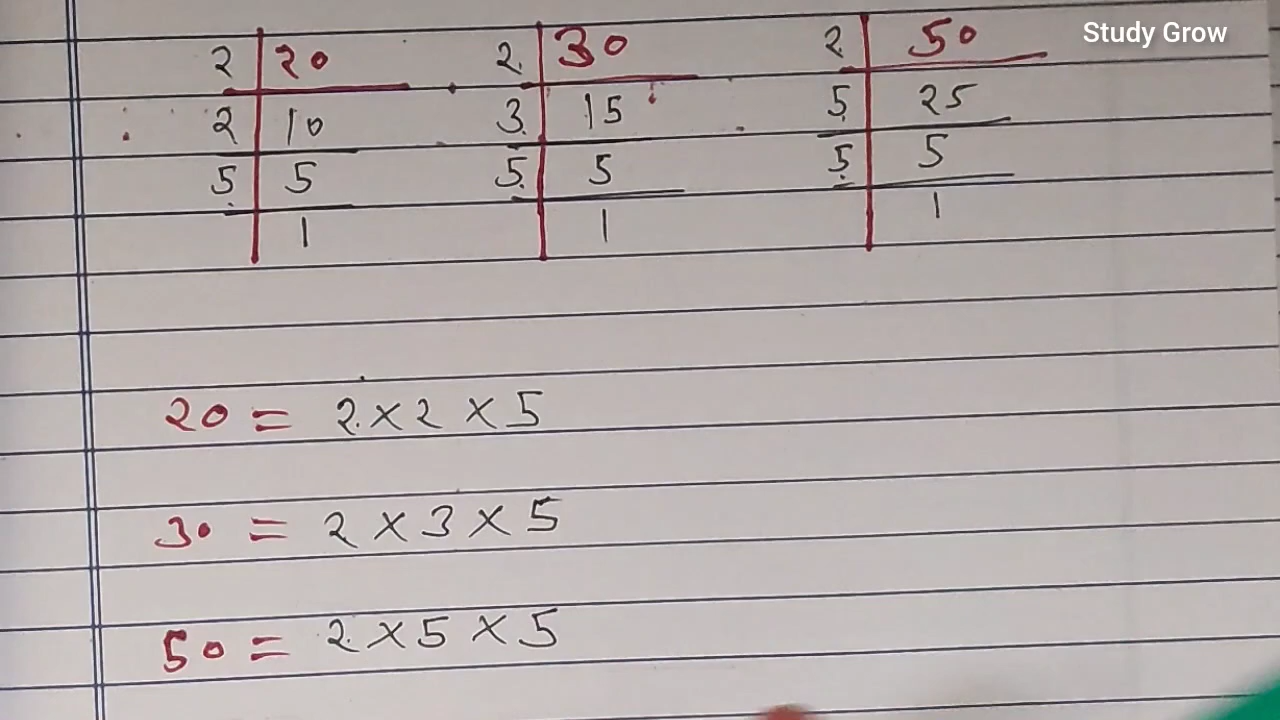 Study Grow
2 | 20 2 | 30 2 | 50
2 | 10 3 | 15 5 | 25
5 | 5 5 | 5 5 | 5
1 1 1
20 = 2 × 2 × 5
30 = 2 × 3 × 5
50 = 2 × 5 × 5